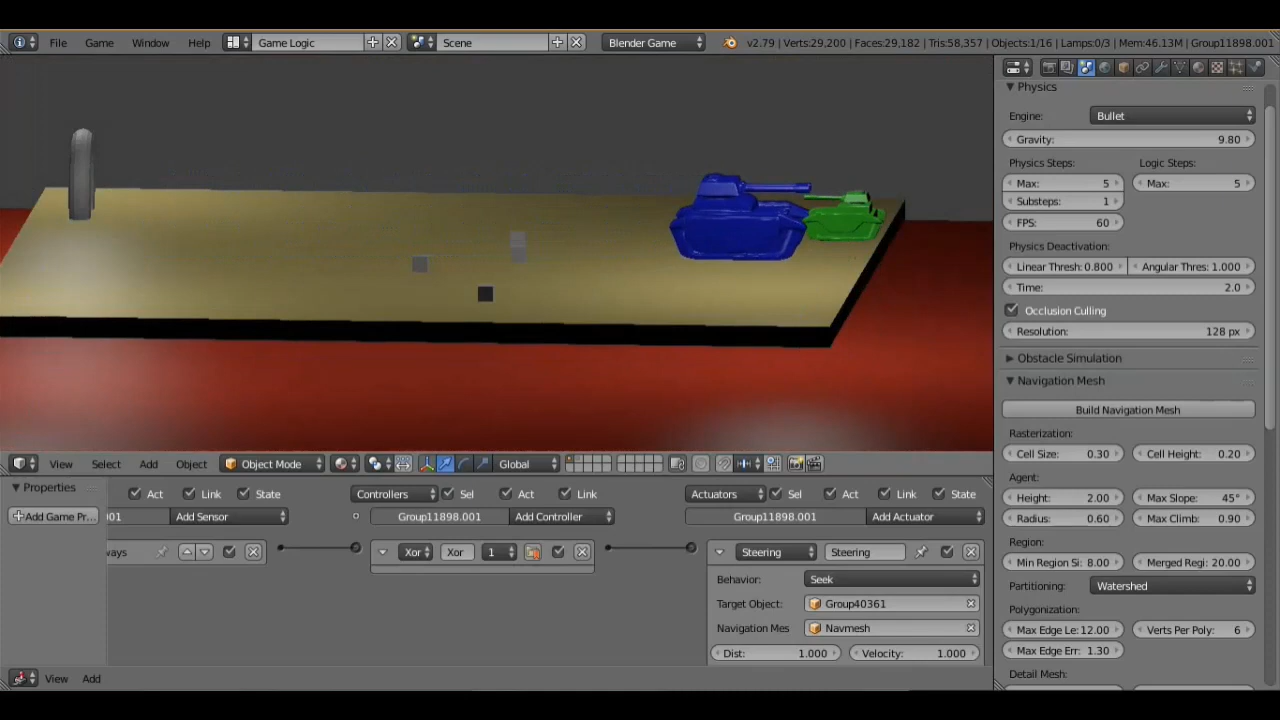 File Game Window Help Game Logic Scene Blender Game v2.79 | Verts:29,200 | Faces:29,182 | Tris:58,357 | Objects:1/16 | Lamps:0/3 | Mem:46.13M | Group11898.001
Physics
Engine: Bullet
Gravity: 9.80
Physics Steps: Logic Steps:
Max: 5 Max: 5
Substeps: 1
FPS: 60
Physics Deactivation:
Linear Thresh: 0.800 Angular Thres: 1.000
Time: 2.0
Occlusion Culling
Resolution: 128 px
Obstacle Simulation
Navigation Mesh
Build Navigation Mesh
Rasterization:
Cell Size: 0.30 Cell Height: 0.20
Agent:
Height: 2.00 Max Slope: 45°
Radius: 0.60 Max Climb: 0.90
Region:
Min Region Si: 8.00 Merged Regi: 20.00
Partitioning: Watershed
Polygonization:
Max Edge Le: 12.00 Verts Per Poly: 6
Max Edge Err: 1.30
Detail Mesh:
View Select Add Object Object Mode Global
Properties
Add Game Pr...
Act Link State Controllers Sel Act Link Actuators Sel Act Link State
001 Add Sensor Group11898.001 Add Controller Group11898.001 Add Actuator
ways Xor Xor 1 Steering Steering
Behavior: Seek
Target Object: Group40361
Navigation Mes Navmesh
Dist: 1.000 Velocity: 1.000
View Add